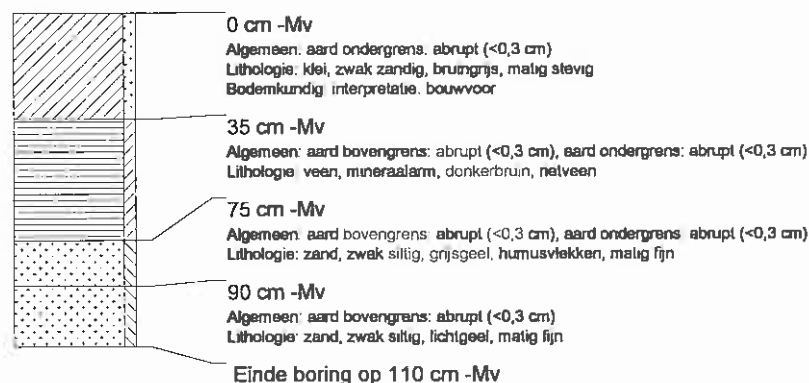 0 cm -Mv
Algemeen: aard ondergrens: abrupt (<0,3 cm)
Lithologie: klei, zwak zandig, bruingrijs, matig stevig
Bodemkundig interpretatie: bouwvoor
35 cm -Mv
Algemeen: aard bovengrens: abrupt (<0,3 cm), aard ondergrens: abrupt (<0,3 cm)
Lithologie: veen, mineraalarm, donkerbruin, rietveen
75 cm -Mv
Algemeen: aard bovengrens: abrupt (<0,3 cm), aard ondergrens: abrupt (<0,3 cm)
Lithologie: zand, zwak siltig, grijsgeel, humusvlekken, matig fijn
90 cm -Mv
Algemeen: aard bovengrens: abrupt (<0,3 cm)
Lithologie: zand, zwak siltig, lichtgeel, matig fijn
Einde boring op 110 cm -Mv